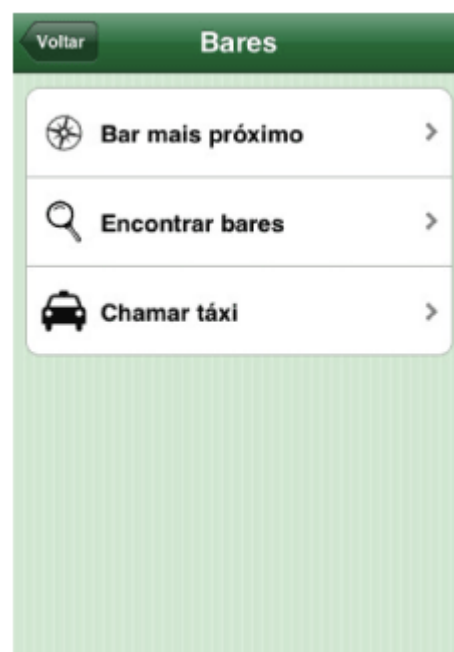 Voltar
Bares
Bar mais próximo
Encontrar bares
Chamar táxi